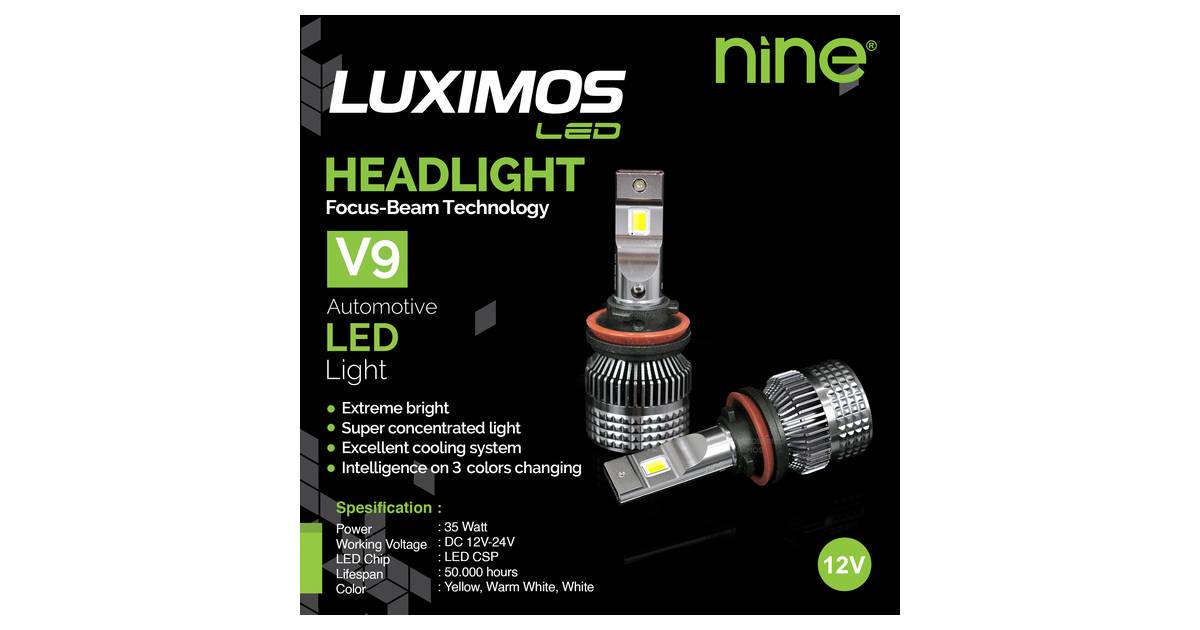 nine®
LUXIMOS
LED
HEADLIGHT
Focus-Beam Technology
V9
Automotive
LED
Light
● Extreme bright
● Super concentrated light
● Excellent cooling system
● Intelligence on 3 colors changing
Spesification :
Power : 35 Watt
Working Voltage : DC 12V-24V
LED Chip : LED CSP
Lifespan : 50.000 hours
Color : Yellow, Warm White, White
12V